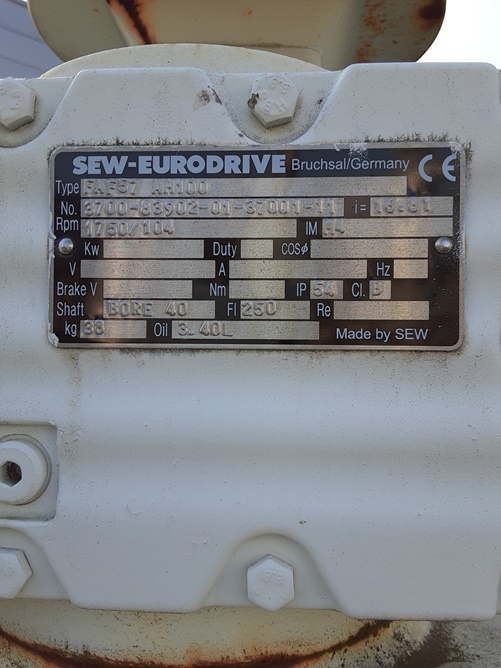 SEW-EURODRIVE Bruchsal/Germany CE
Type FAF57 AM100
No. 3700-83902-01-37001-11 i= 16.81
Rpm 1750/104 IM H4
Kw Duty cosφ
V A Hz
Brake V Nm IP 54 Cl. B
Shaft BORE 40 Fl 250 Re
kg 38 Oil 3.40L Made by SEW